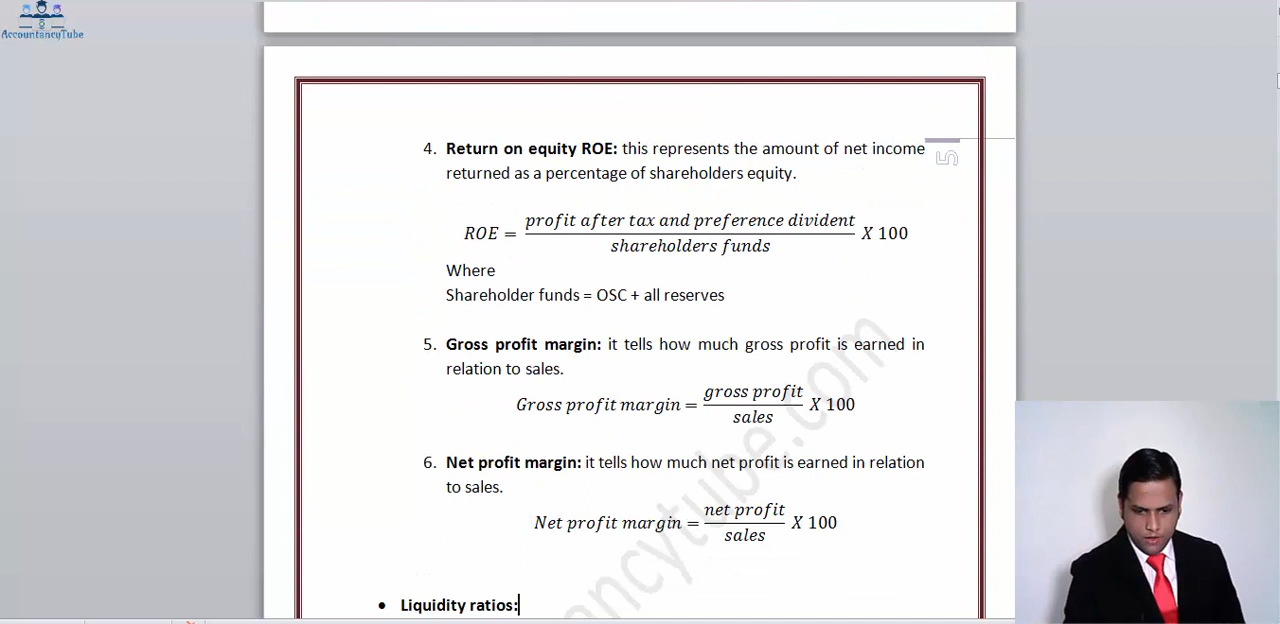 AccountancyTube
5
4. Return on equity ROE: this represents the amount of net income
returned as a percentage of shareholders equity.
ROE = profit after tax and preference divident / shareholders funds X 100
Where
Shareholder funds = OSC + all reserves
5. Gross profit margin: it tells how much gross profit is earned in
relation to sales.
Gross profit margin = gross profit / sales X 100
6. Net profit margin: it tells how much net profit is earned in relation
to sales.
Net profit margin = net profit / sales X 100
• Liquidity ratios:
ancytube.com